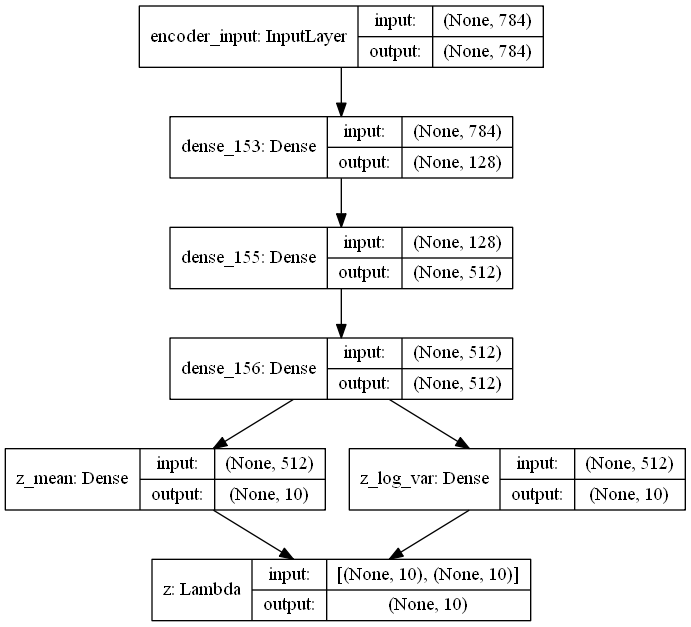 encoder_input: InputLayer
input: (None, 784)
output: (None, 784)
dense_153: Dense
input: (None, 784)
output: (None, 128)
dense_155: Dense
input: (None, 128)
output: (None, 512)
dense_156: Dense
input: (None, 512)
output: (None, 512)
z_mean: Dense
input: (None, 512)
output: (None, 10)
z_log_var: Dense
input: (None, 512)
output: (None, 10)
z: Lambda
input: [(None, 10), (None, 10)]
output: (None, 10)